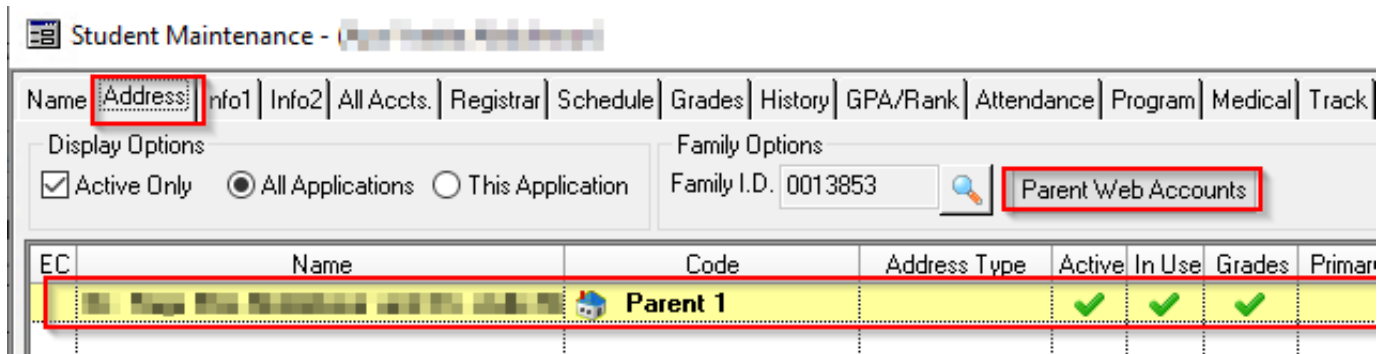 Student Maintenance - (
Name Address Info1 Info2 All Accts. Registrar Schedule Grades History GPA/Rank Attendance Program Medical Track
Display Options Family Options
Active Only All Applications This Application Family I.D. 0013853 Parent Web Accounts
EC Name Code Address Type Active In Use Grades
Parent 1